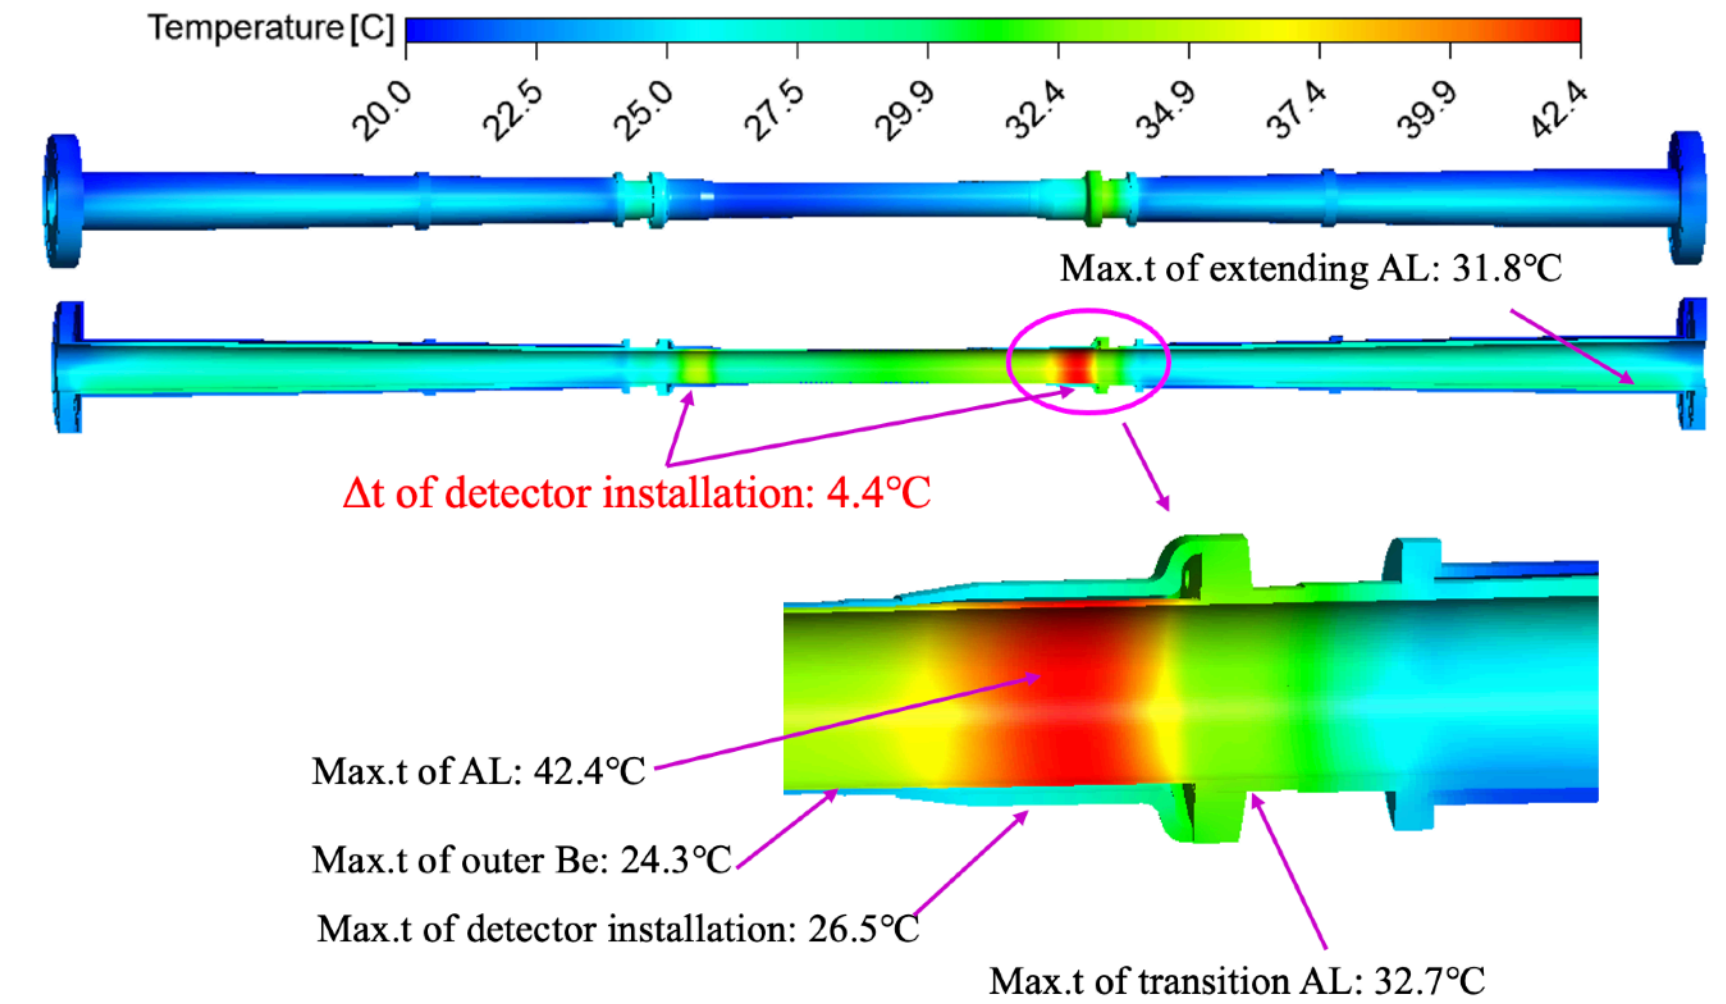 Temperature [C]
20.0 22.5 25.0 27.5 29.9 32.4 34.9 37.4 39.9 42.4
Max.t of extending AL: 31.8℃
Δt of detector installation: 4.4℃
Max.t of AL: 42.4℃
Max.t of outer Be: 24.3℃
Max.t of detector installation: 26.5℃
Max.t of transition AL: 32.7℃